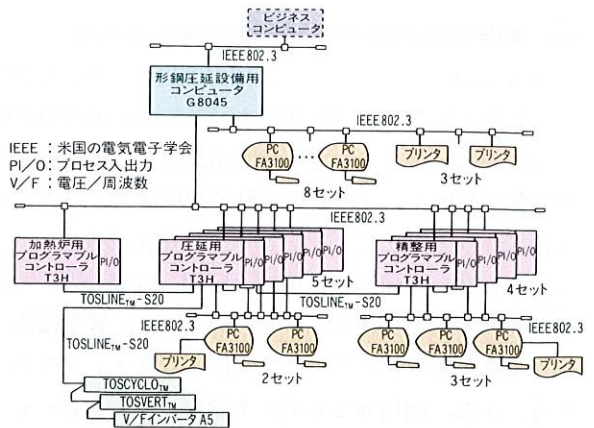 ビジネス
コンピュータ
IEEE802.3
形鋼圧延設備用
コンピュータ
G8045
IEEE802.3
IEEE：米国の電気電子学会
PI/O：プロセス入出力
V/F：電圧/周波数
PC
FA3100
PC
FA3100
プリンタ
プリンタ
8セット
3セット
IEEE802.3
加熱炉用
プログラマブル
コントローラ
T3H
PI/O
圧延用
プログラマブル
コントローラ
T3H
PI/O
PI/O
PI/O
PI/O
PI/O
5セット
精整用
プログラマブル
コントローラ
T3H
PI/O
PI/O
PI/O
PI/O
4セット
TOSLINE™-S20
TOSLINE™-S20
TOSLINE™-S20
IEEE802.3
PC
FA3100
PC
FA3100
プリンタ
2セット
IEEE802.3
PC
FA3100
PC
FA3100
PC
FA3100
プリンタ
3セット
TOSCYCLO™
TOSVERT™
V/FインバータA5